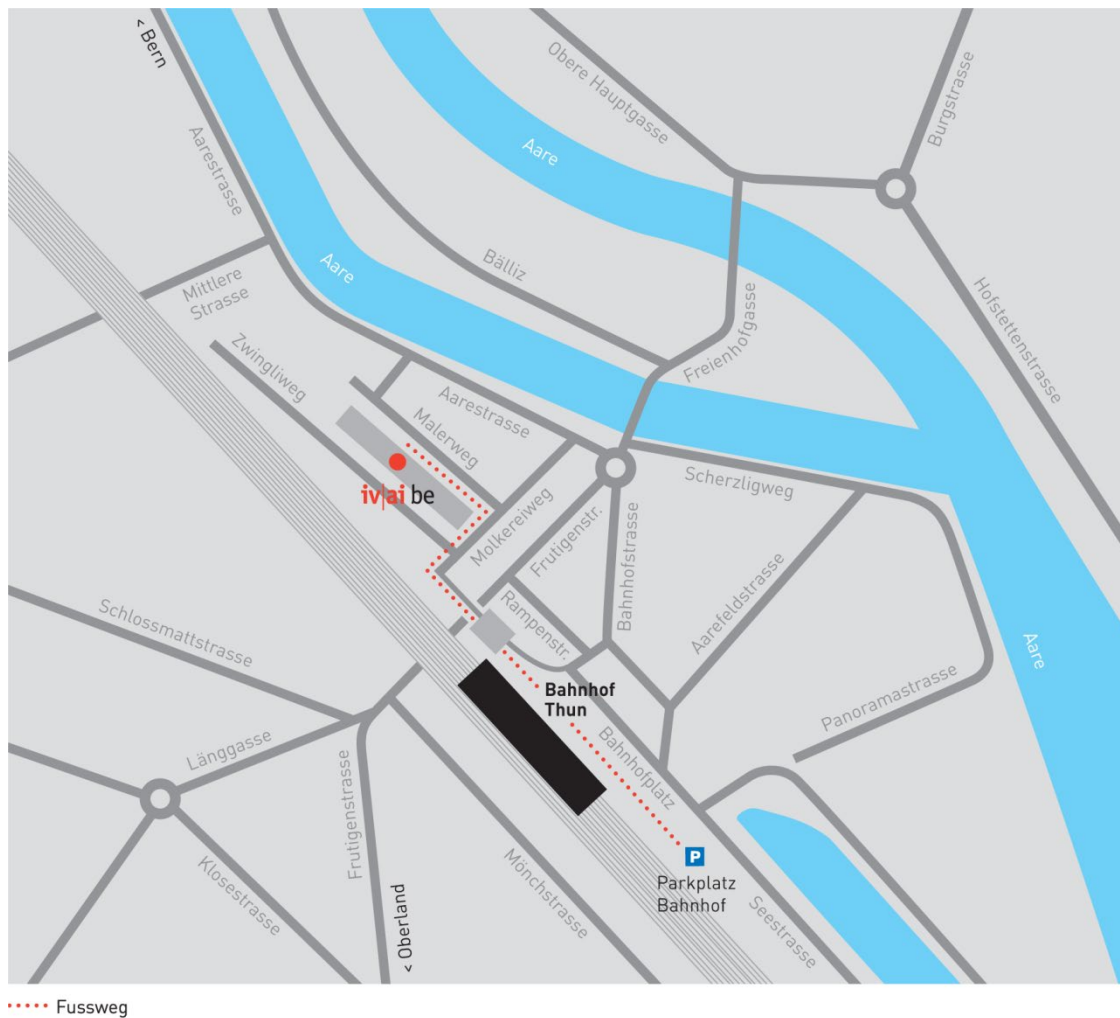 < Bern
Obere Hauptgasse
Burgstrasse
Aare
Aarestrasse
Aare
Bälliz
Mittlere
Strasse
Freienhofgasse
Hofstettenstrasse
Zwingliweg
Malerweg
Aarestrasse
Scherzligweg
iv|ai be
Molkereiweg
Frutigenstr.
Bahnhofstrasse
Aarefeldstrasse
Rampenstr.
Schlossmattstrasse
Aare
Bahnhof
Thun
Panoramastrasse
Länggasse
Bahnhofplatz
Frutigenstrasse
P
Parkplatz
Bahnhof
Klosestrasse
Mönchstrasse
< Oberland
Seestrasse
Fussweg